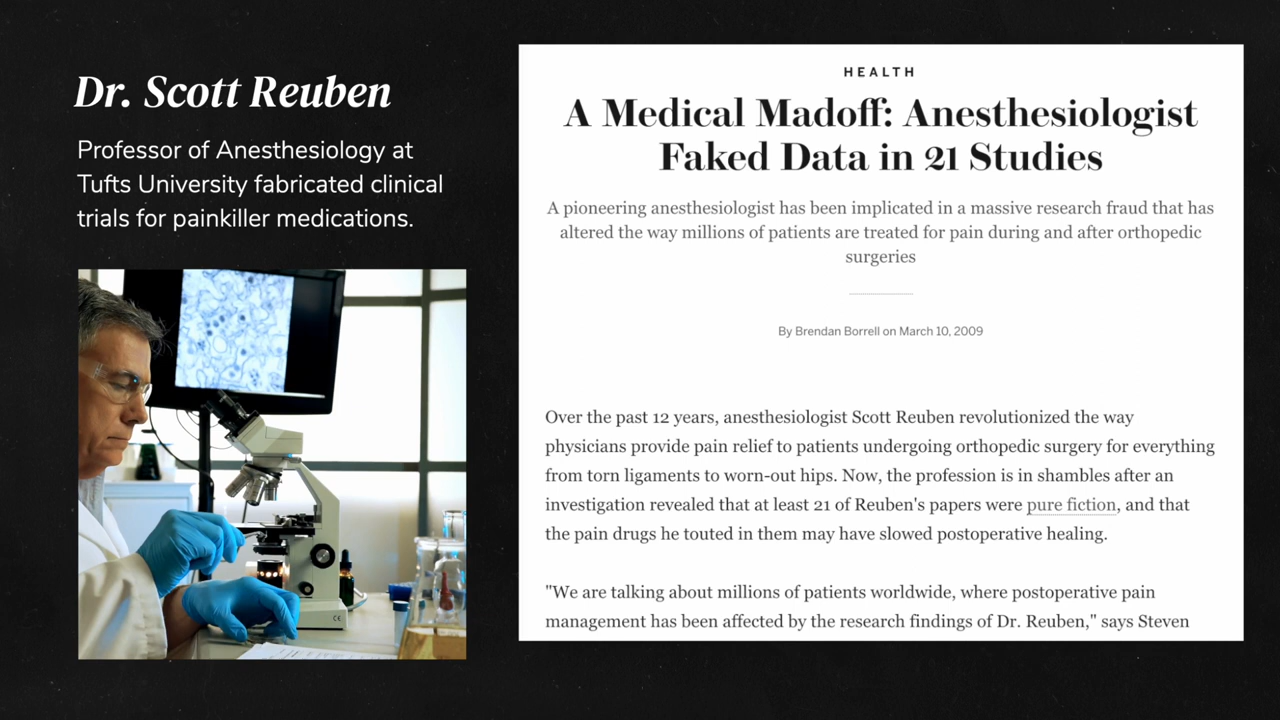 Dr. Scott Reuben
Professor of Anesthesiology at
Tufts University fabricated clinical
trials for painkiller medications.
HEALTH
A Medical Madoff: Anesthesiologist
Faked Data in 21 Studies
A pioneering anesthesiologist has been implicated in a massive research fraud that has
altered the way millions of patients are treated for pain during and after orthopedic
surgeries
By Brendan Borrell on March 10, 2009
Over the past 12 years, anesthesiologist Scott Reuben revolutionized the way
physicians provide pain relief to patients undergoing orthopedic surgery for everything
from torn ligaments to worn-out hips. Now, the profession is in shambles after an
investigation revealed that at least 21 of Reuben's papers were pure fiction, and that
the pain drugs he touted in them may have slowed postoperative healing.
"We are talking about millions of patients worldwide, where postoperative pain
management has been affected by the research findings of Dr. Reuben," says Steven